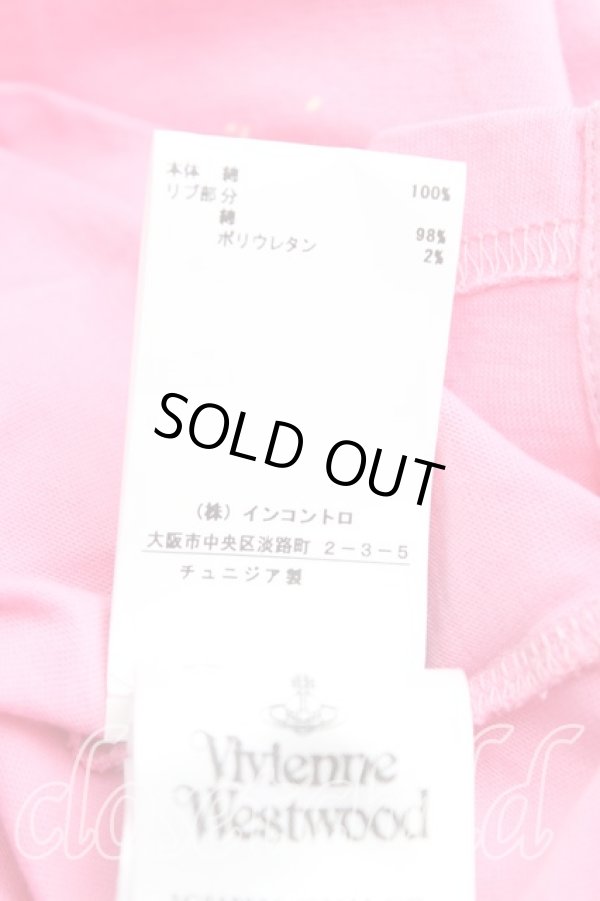 本体 綿 100%
リブ部分
綿 98%
ポリウレタン 2%
SOLD OUT
(株)インコントロ
大阪市中央区淡路町 2-3-5
チュニジア製
Vivienne
Westwood